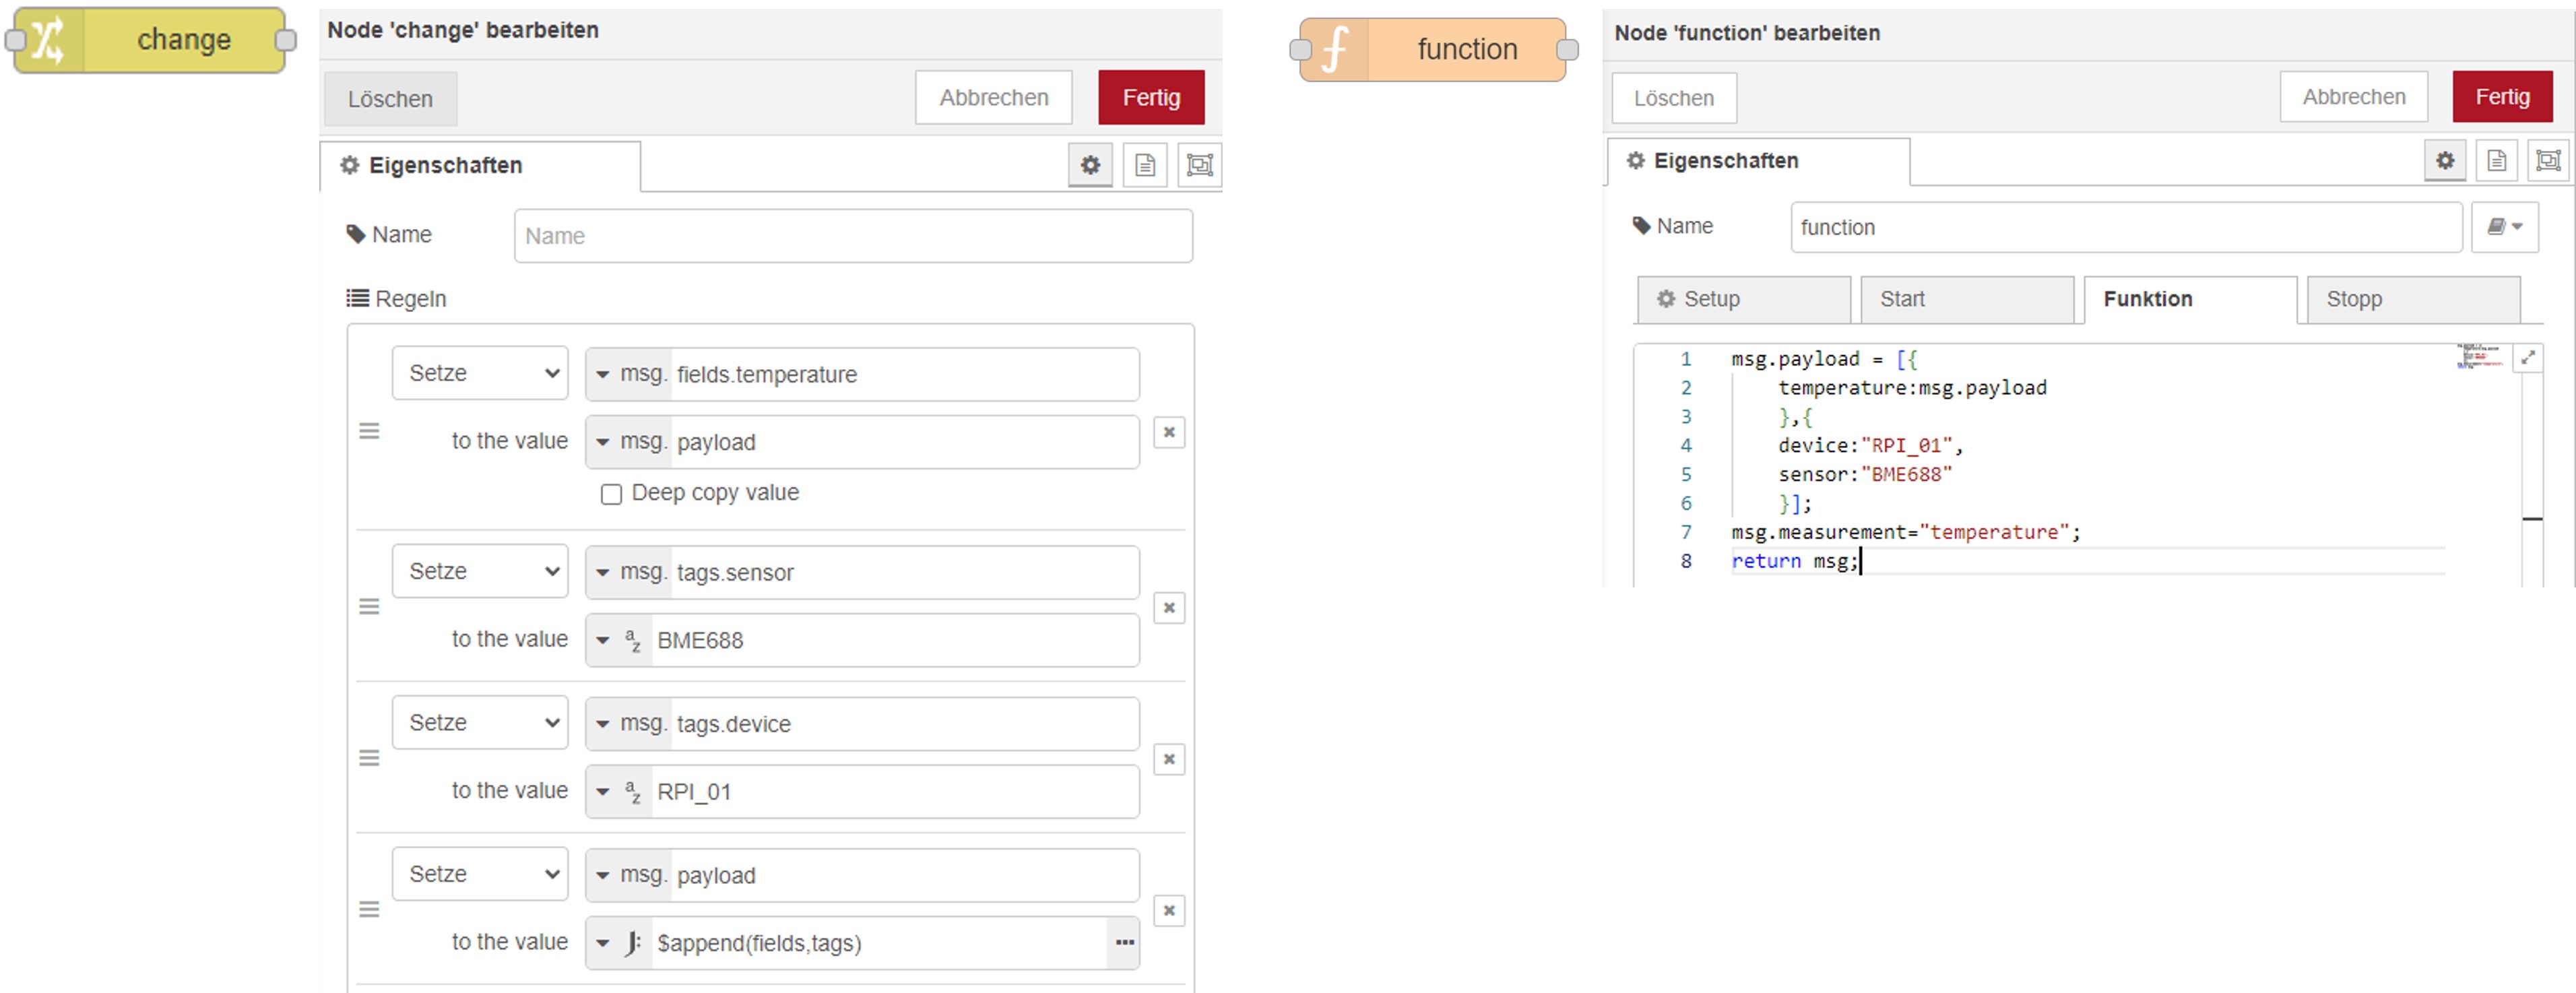 change
Node 'change' bearbeiten
Löschen
Abbrechen
Fertig
Eigenschaften
Name
Name
Regeln
Setze
msg. fields.temperature
to the value
msg. payload
Deep copy value
Setze
msg. tags.sensor
to the value
a z BME688
Setze
msg. tags.device
to the value
a z RPI_01
Setze
msg. payload
to the value
J: $append(fields,tags)
function
Node 'function' bearbeiten
Löschen
Abbrechen
Fertig
Eigenschaften
Name
function
Setup
Start
Funktion
Stopp
1 msg.payload = [{
2 temperature:msg.payload
3 },{
4 device:"RPI_01",
5 sensor:"BME688"
6 }];
7 msg.measurement="temperature";
8 return msg;